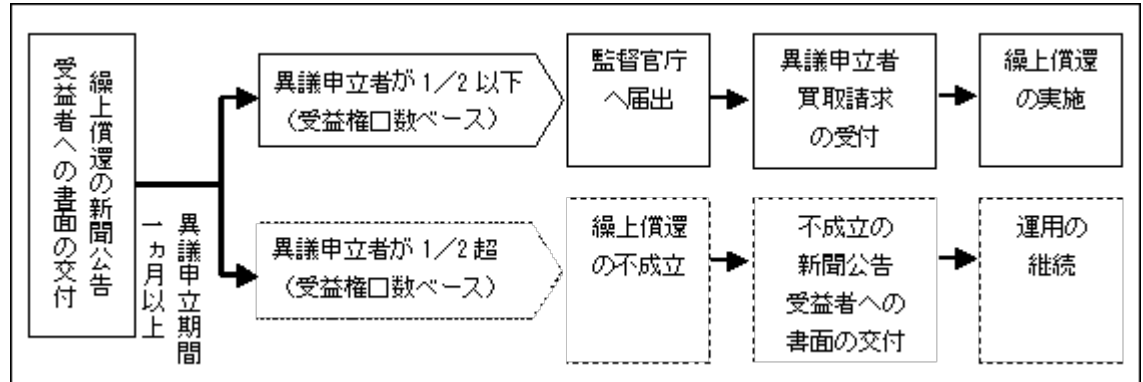 繰上償還の新聞公告
受益者への書面の交付
異議申立期間
一ヵ月以上
異議申立者が1/2以下
(受益権口数ベース)
監督官庁
へ届出
異議申立者
買取請求
の受付
繰上償還
の実施
異議申立者が1/2超
(受益権口数ベース)
繰上償還
の不成立
不成立の
新聞公告
受益者への
書面の交付
運用の
継続